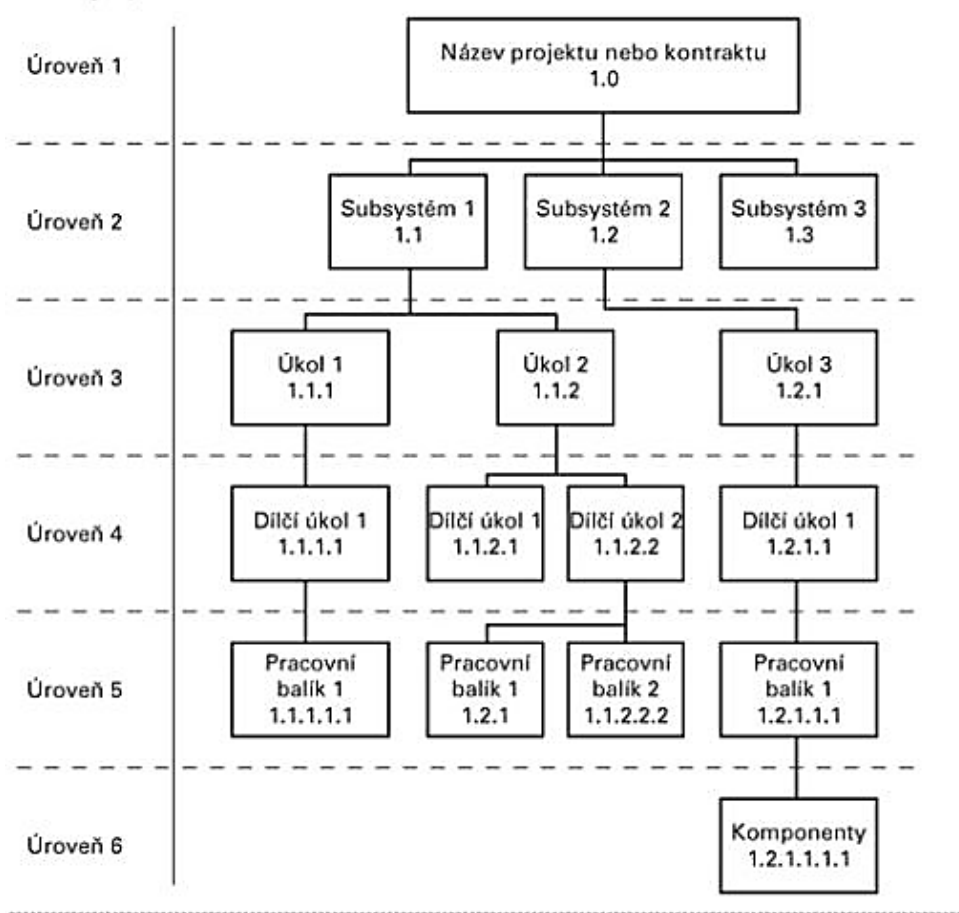 Úroveň 1
Název projektu nebo kontraktu
1.0
Úroveň 2
Subsystém 1
1.1
Subsystém 2
1.2
Subsystém 3
1.3
Úroveň 3
Úkol 1
1.1.1
Úkol 2
1.1.2
Úkol 3
1.2.1
Úroveň 4
Dílčí úkol 1
1.1.1.1
Dílčí úkol 1
1.1.2.1
Dílčí úkol 2
1.1.2.2
Dílčí úkol 1
1.2.1.1
Úroveň 5
Pracovní
balík 1
1.1.1.1.1
Pracovní
balík 1
1.2.1
Pracovní
balík 2
1.1.2.2.2
Pracovní
balík 1
1.2.1.1.1
Úroveň 6
Komponenty
1.2.1.1.1.1